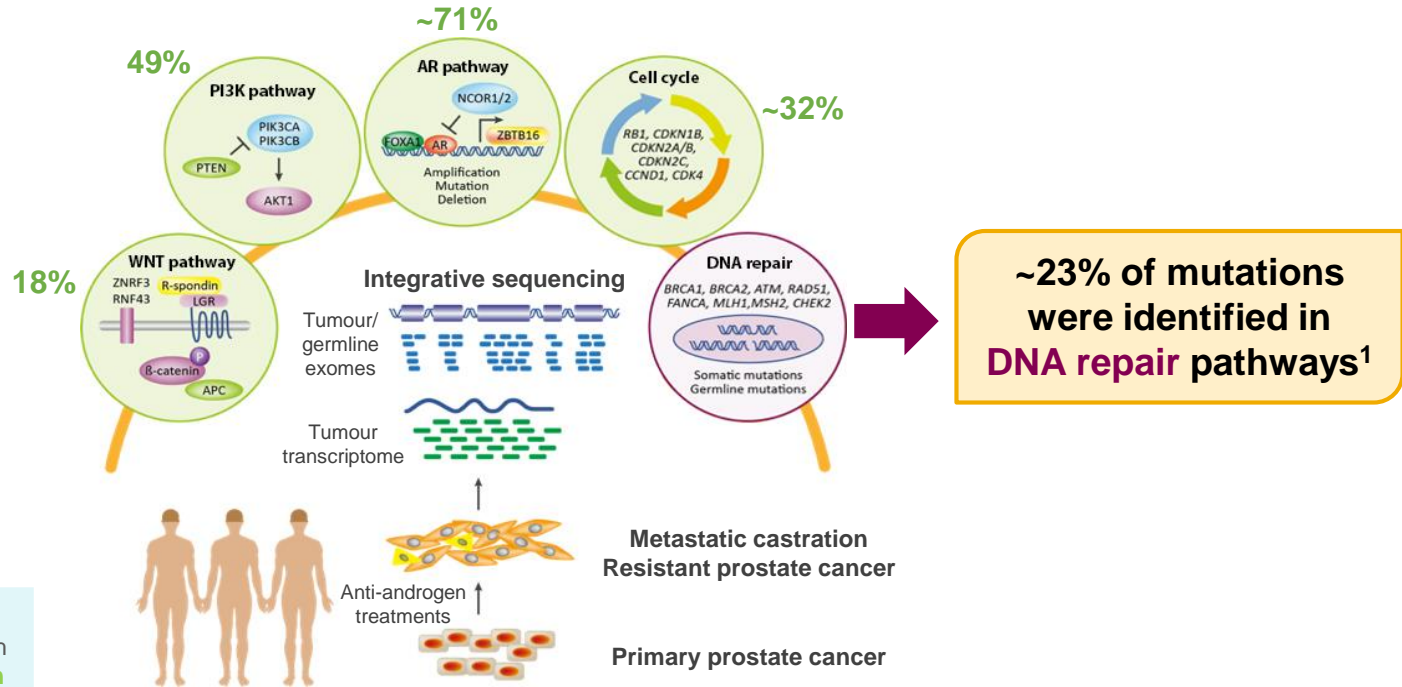 ~71%
49%
AR pathway
NCOR1/2
FOXA1
AR
ZBTB16
Amplification
Mutation
Deletion
PI3K pathway
PIK3CA
PIK3CB
PTEN
AKT1
Cell cycle
RB1, CDKN1B,
CDKN2A/B,
CDKN2C,
CCND1, CDK4
~32%
18%
WNT pathway
ZNRF3
RNF43
R-spondin
LGR
P
ß-catenin
APC
Integrative sequencing
Tumour/
germline
exomes
Tumour
transcriptome
DNA repair
BRCA1, BRCA2, ATM, RAD51,
FANCA, MLH1,MSH2, CHEK2
Somatic mutations
Germline mutations
~23% of mutations
were identified in
DNA repair pathways1
Metastatic castration
Resistant prostate cancer
Anti-androgen
treatments
Primary prostate cancer